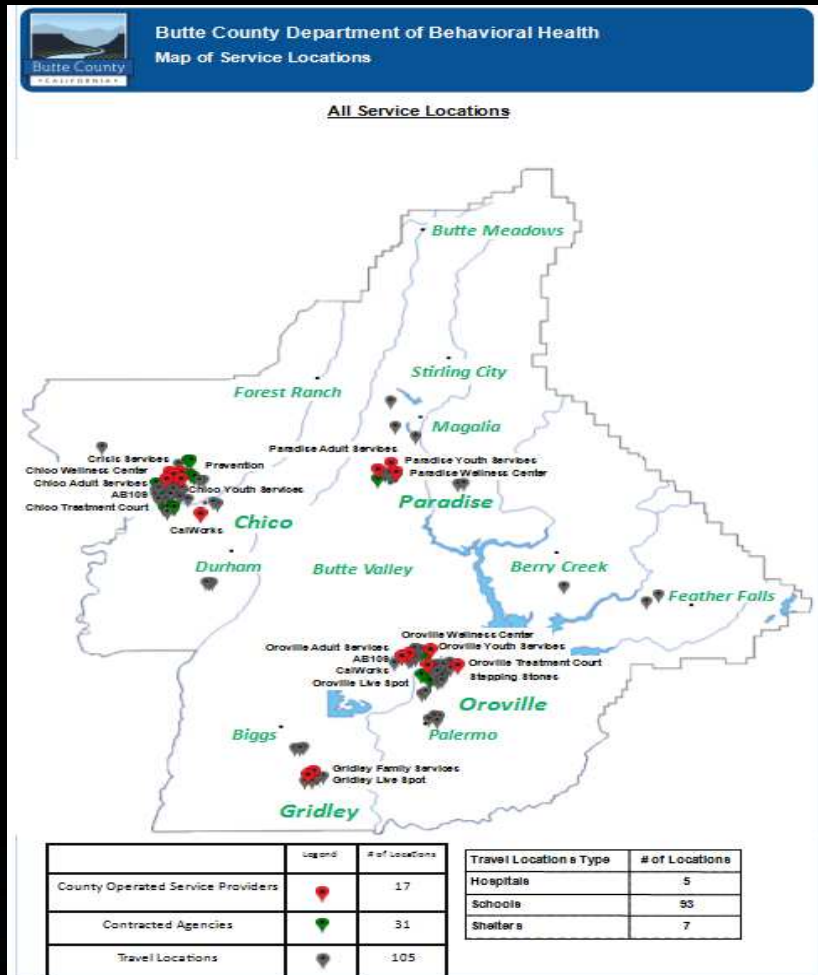 Butte County Department of Behavioral Health
Map of Service Locations
Butte County
CALIFORNIA
All Service Locations
Butte Meadows
Stirling City
Forest Ranch
Magalia
Paradise Adult Services
Crisis Services
Paradise Youth Services
Chico Wellness Center
Prevention
Paradise Wellness Center
Chico Adult Services
Chico Youth Services
AB109
Paradise
Chico Treatment Court
Chico
CalWorks
Durham
Butte Valley
Berry Creek
Feather Falls
Oroville Wellness Center
Oroville Adult Services
Oroville Youth Services
AB109
Oroville Treatment Court
CalWorks
Stepping Stones
Oroville Live Spot
Oroville
Biggs
Palermo
Gridley Family Services
Gridley Live Spot
Gridley
Legend # of Locations
County Operated Service Providers 17
Contracted Agencies 31
Travel Locations 105
Travel Locations Type # of Locations
Hospitals 5
Schools 93
Shelters 7